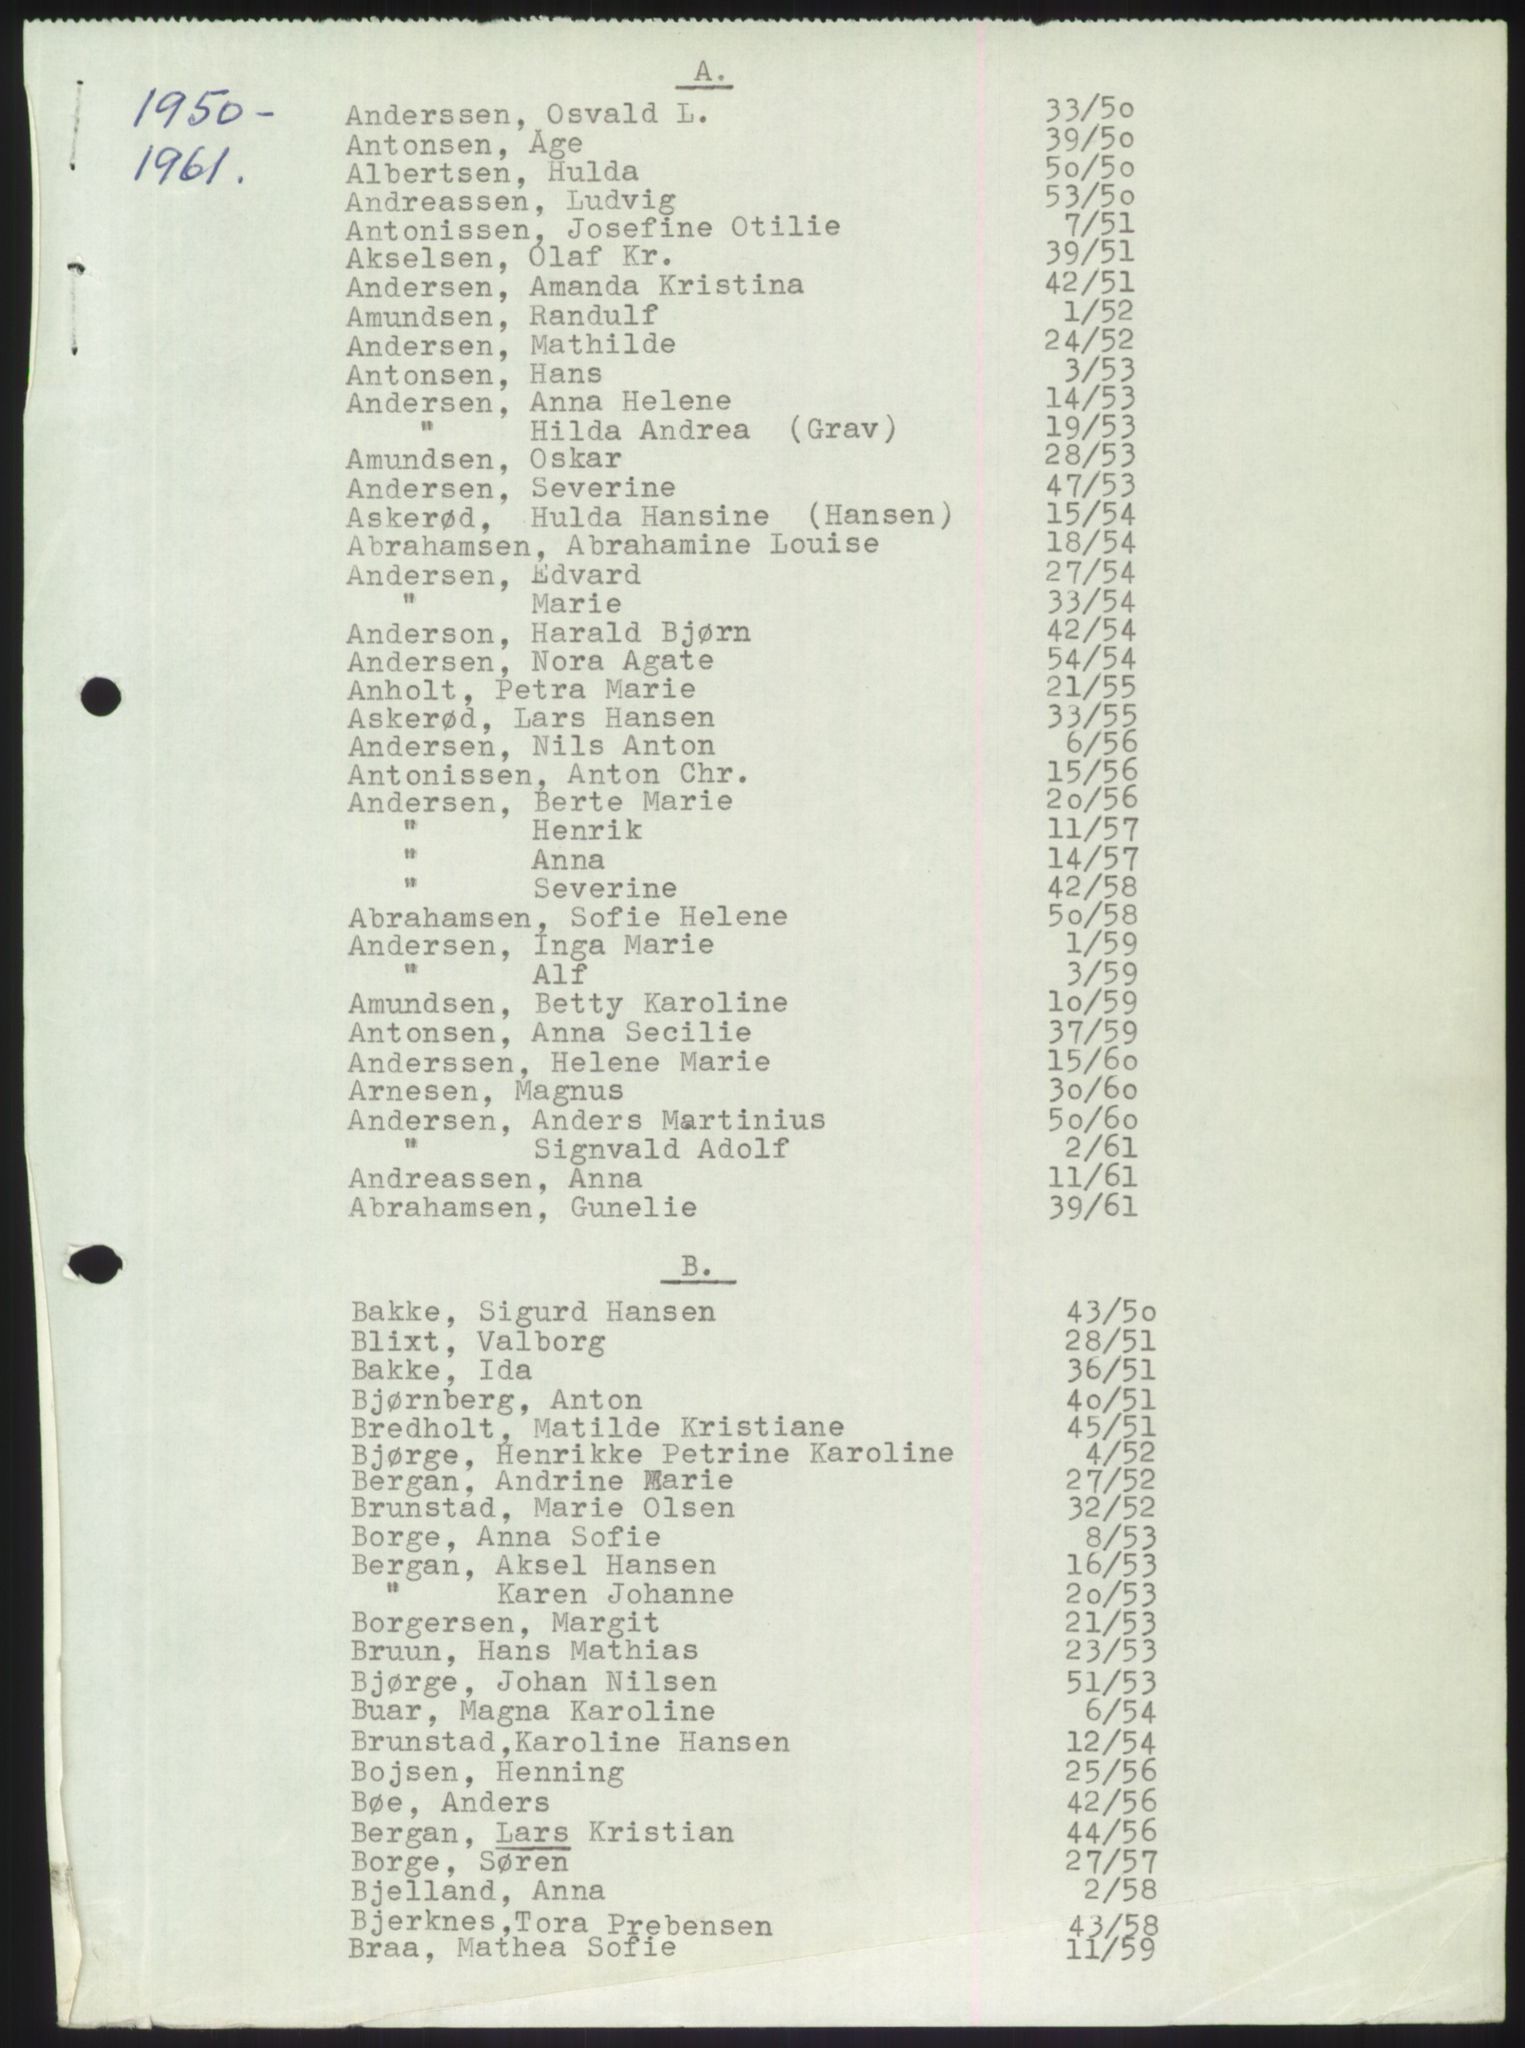 A.
1950-
1961.
Anderssen, Osvald L. 33/5o
Antonsen, Åge 39/5o
Albertsen, Hulda 5o/5o
Andreassen, Ludvig 53/5o
Antonissen, Josefine Otilie 7/51
Akselsen, Olaf Kr. 39/51
Andersen, Amanda Kristina 42/51
Amundsen, Randulf 1/52
Andersen, Mathilde 24/52
Antonsen, Hans 3/53
Andersen, Anna Helene 14/53
" Hilda Andrea (Grav) 19/53
Amundsen, Oskar 28/53
Andersen, Severine 47/53
Askerød, Hulda Hansine (Hansen) 15/54
Abrahamsen, Abrahamine Louise 18/54
Andersen, Edvard 27/54
" Marie 33/54
Anderson, Harald Bjørn 42/54
Andersen, Nora Agate 54/54
Anholt, Petra Marie 21/55
Askerød, Lars Hansen 33/55
Andersen, Nils Anton 6/56
Antonissen, Anton Chr. 15/56
Andersen, Berte Marie 2o/56
" Henrik 11/57
" Anna 14/57
" Severine 42/58
Abrahamsen, Sofie Helene 5o/58
Andersen, Inga Marie 1/59
" Alf 3/59
Amundsen, Betty Karoline 1o/59
Antonsen, Anna Secilie 37/59
Anderssen, Helene Marie 15/6o
Arnesen, Magnus 3o/6o
Andersen, Anders Martinius 5o/6o
" Signvald Adolf 2/61
Andreassen, Anna 11/61
Abrahamsen, Gunelie 39/61
B.
Bakke, Sigurd Hansen 43/5o
Blixt, Valborg 28/51
Bakke, Ida 36/51
Bjørnberg, Anton 4o/51
Bredholt, Matilde Kristiane 45/51
Bjørge, Henrikke Petrine Karoline 4/52
Bergan, Andrine Marie 27/52
Brunstad, Marie Olsen 32/52
Borge, Anna Sofie 8/53
Bergan, Aksel Hansen 16/53
" Karen Johanne 2o/53
Borgersen, Margit 21/53
Bruun, Hans Mathias 23/53
Bjørge, Johan Nilsen 51/53
Buar, Magna Karoline 6/54
Brunstad,Karoline Hansen 12/54
Bojsen, Henning 25/56
Bøe, Anders 42/56
Bergan, Lars Kristian 44/56
Borge, Søren 27/57
Bjelland, Anna 2/58
Bjerknes,Tora Prebensen 43/58
Braa, Mathea Sofie 11/59